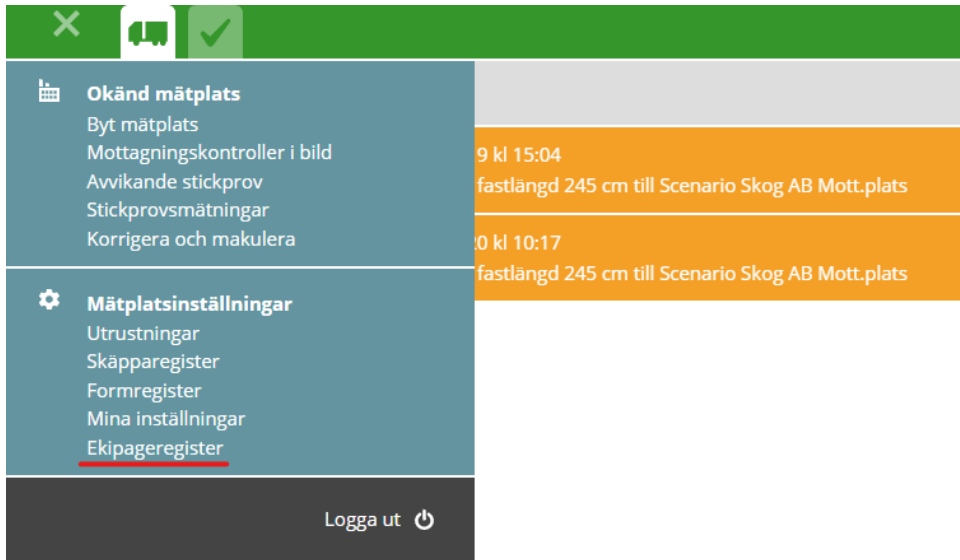 Okänd mätplats
Byt mätplats
Mottagningskontroller i bild
Avvikande stickprov
Stickprovsmätningar
Korrigera och makulera
Mätplatsinställningar
Utrustningar
Skäpparegister
Formregister
Mina inställningar
Ekipageregister
Logga ut
9 kl 15:04
fastlängd 245 cm till Scenario Skog AB Mott.plats
0 kl 10:17
fastlängd 245 cm till Scenario Skog AB Mott.plats